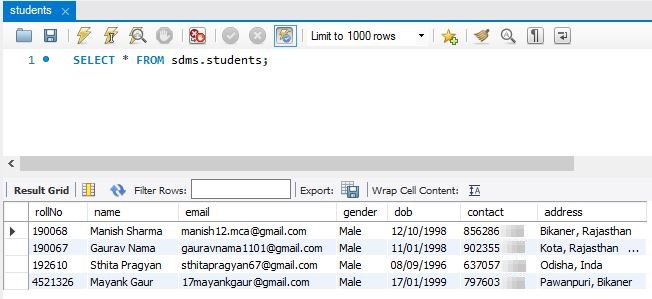 students
Limit to 1000 rows
1 SELECT * FROM sdms.students;
Result Grid Filter Rows: Export: Wrap Cell Content:
rollNo name email gender dob contact address
190068 Manish Sharma manish12.mca@gmail.com Male 12/10/1998 856286 Bikaner, Rajasthan
190067 Gaurav Nama gauravnama1101@gmail.com Male 11/01/1998 902355 Kota, Rajasthan ...
192610 Sthita Pragyan sthitapragyan67@gmail.com Male 08/09/1996 637057 Odisha, Inda
4521326 Mayank Gaur 17mayankgaur@gmail.com Male 17/01/1999 797603 Pawanpuri, Bikaner